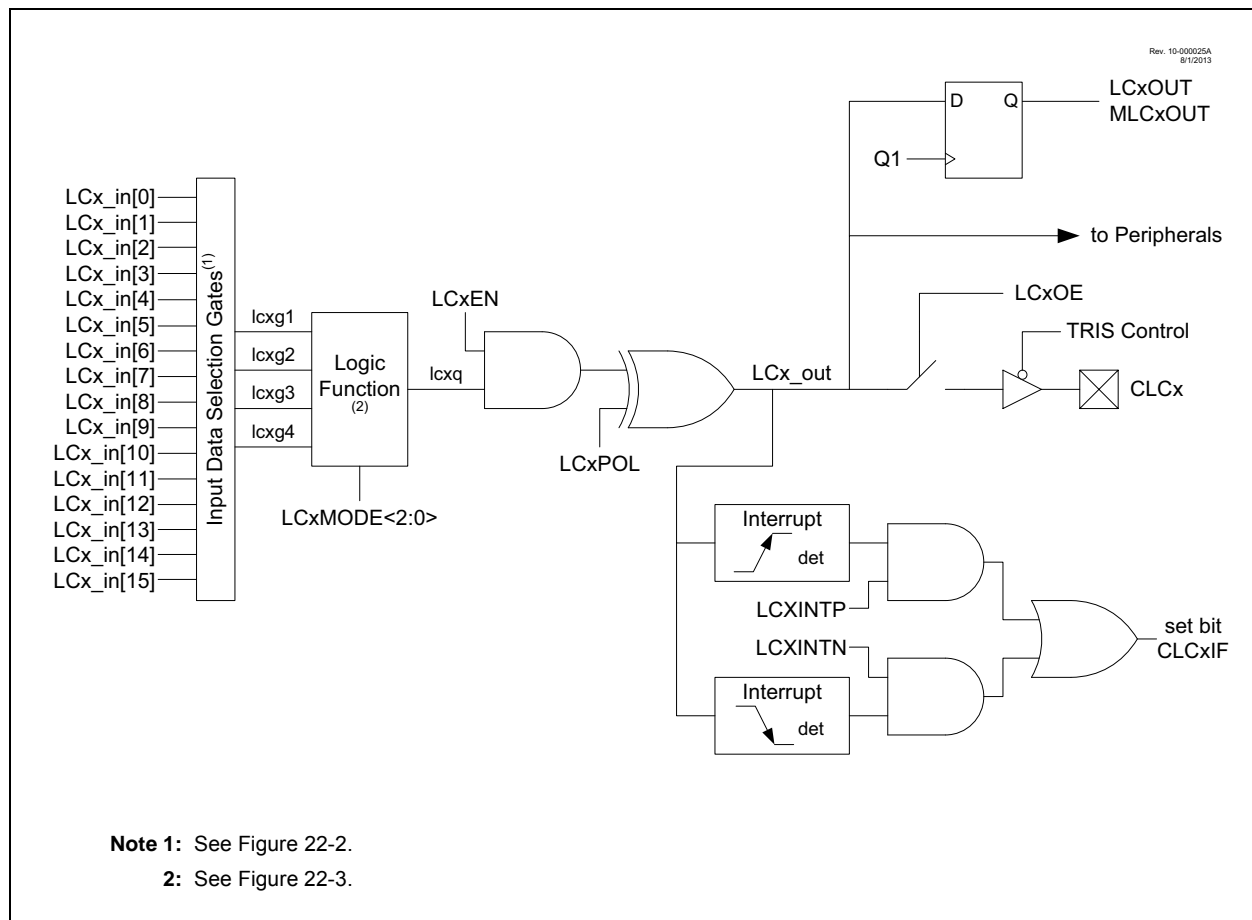 Rev. 10-000025A
8/1/2013
LCxOUT
MLCxOUT
D
Q
Q1
to Peripherals
LCxOE
TRIS Control
CLCx
LCx_in[0]
LCx_in[1]
LCx_in[2]
LCx_in[3]
LCx_in[4]
LCx_in[5]
LCx_in[6]
LCx_in[7]
LCx_in[8]
LCx_in[9]
LCx_in[10]
LCx_in[11]
LCx_in[12]
LCx_in[13]
LCx_in[14]
LCx_in[15]
Input Data Selection Gates(1)
lcxg1
lcxg2
lcxg3
lcxg4
Logic
Function
(2)
LCxMODE<2:0>
lcxq
LCxEN
LCxPOL
LCx_out
Interrupt
det
LCXINTP
LCXINTN
Interrupt
det
set bit
CLCxIF
Note 1: See Figure 22-2.
2: See Figure 22-3.